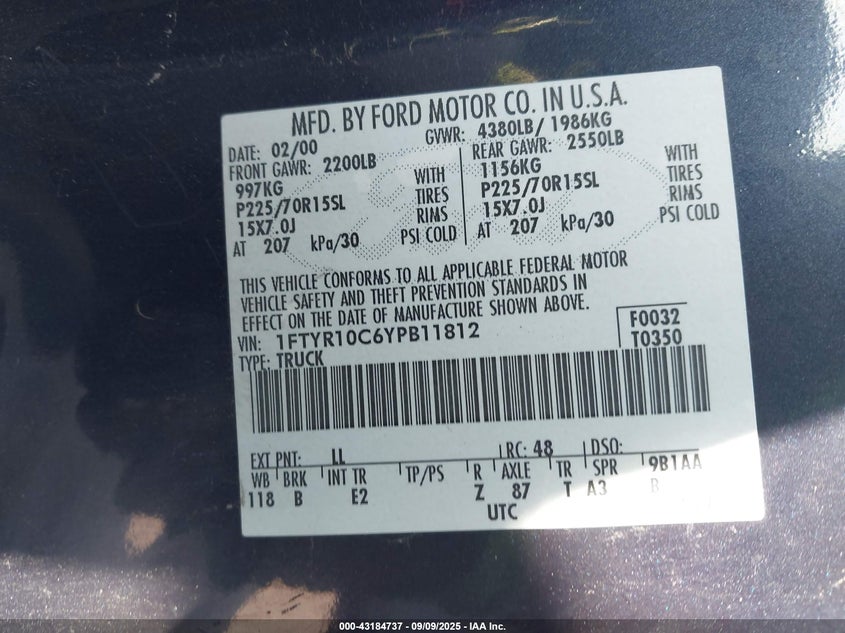 MFD. BY FORD MOTOR CO. IN U.S.A.
DATE: 02/00 GVWR: 4380LB/ 1986KG
FRONT GAWR: 2200LB REAR GAWR: 2550LB
997KG WITH 1156KG WITH
P225/70R15SL TIRES P225/70R15SL TIRES
15X7.0J RIMS 15X7.0J RIMS
AT 207 kPa/30 PSI COLD AT 207 kPa/30 PSI COLD
THIS VEHICLE CONFORMS TO ALL APPLICABLE FEDERAL MOTOR
VEHICLE SAFETY AND THEFT PREVENTION STANDARDS IN
EFFECT ON THE DATE OF MANUFACTURE SHOWN ABOVE.
VIN: 1FTYR10C6YPB11812 F0032
TYPE: TRUCK T0350
EXT PNT: LL RC: 48 DSO:
WB BRK INT TR TP/PS R AXLE TR SPR 9B1AA
118 B E2 Z 87 T A3 B
UTC
000-43184737 - 09/09/2025 - IAA Inc.